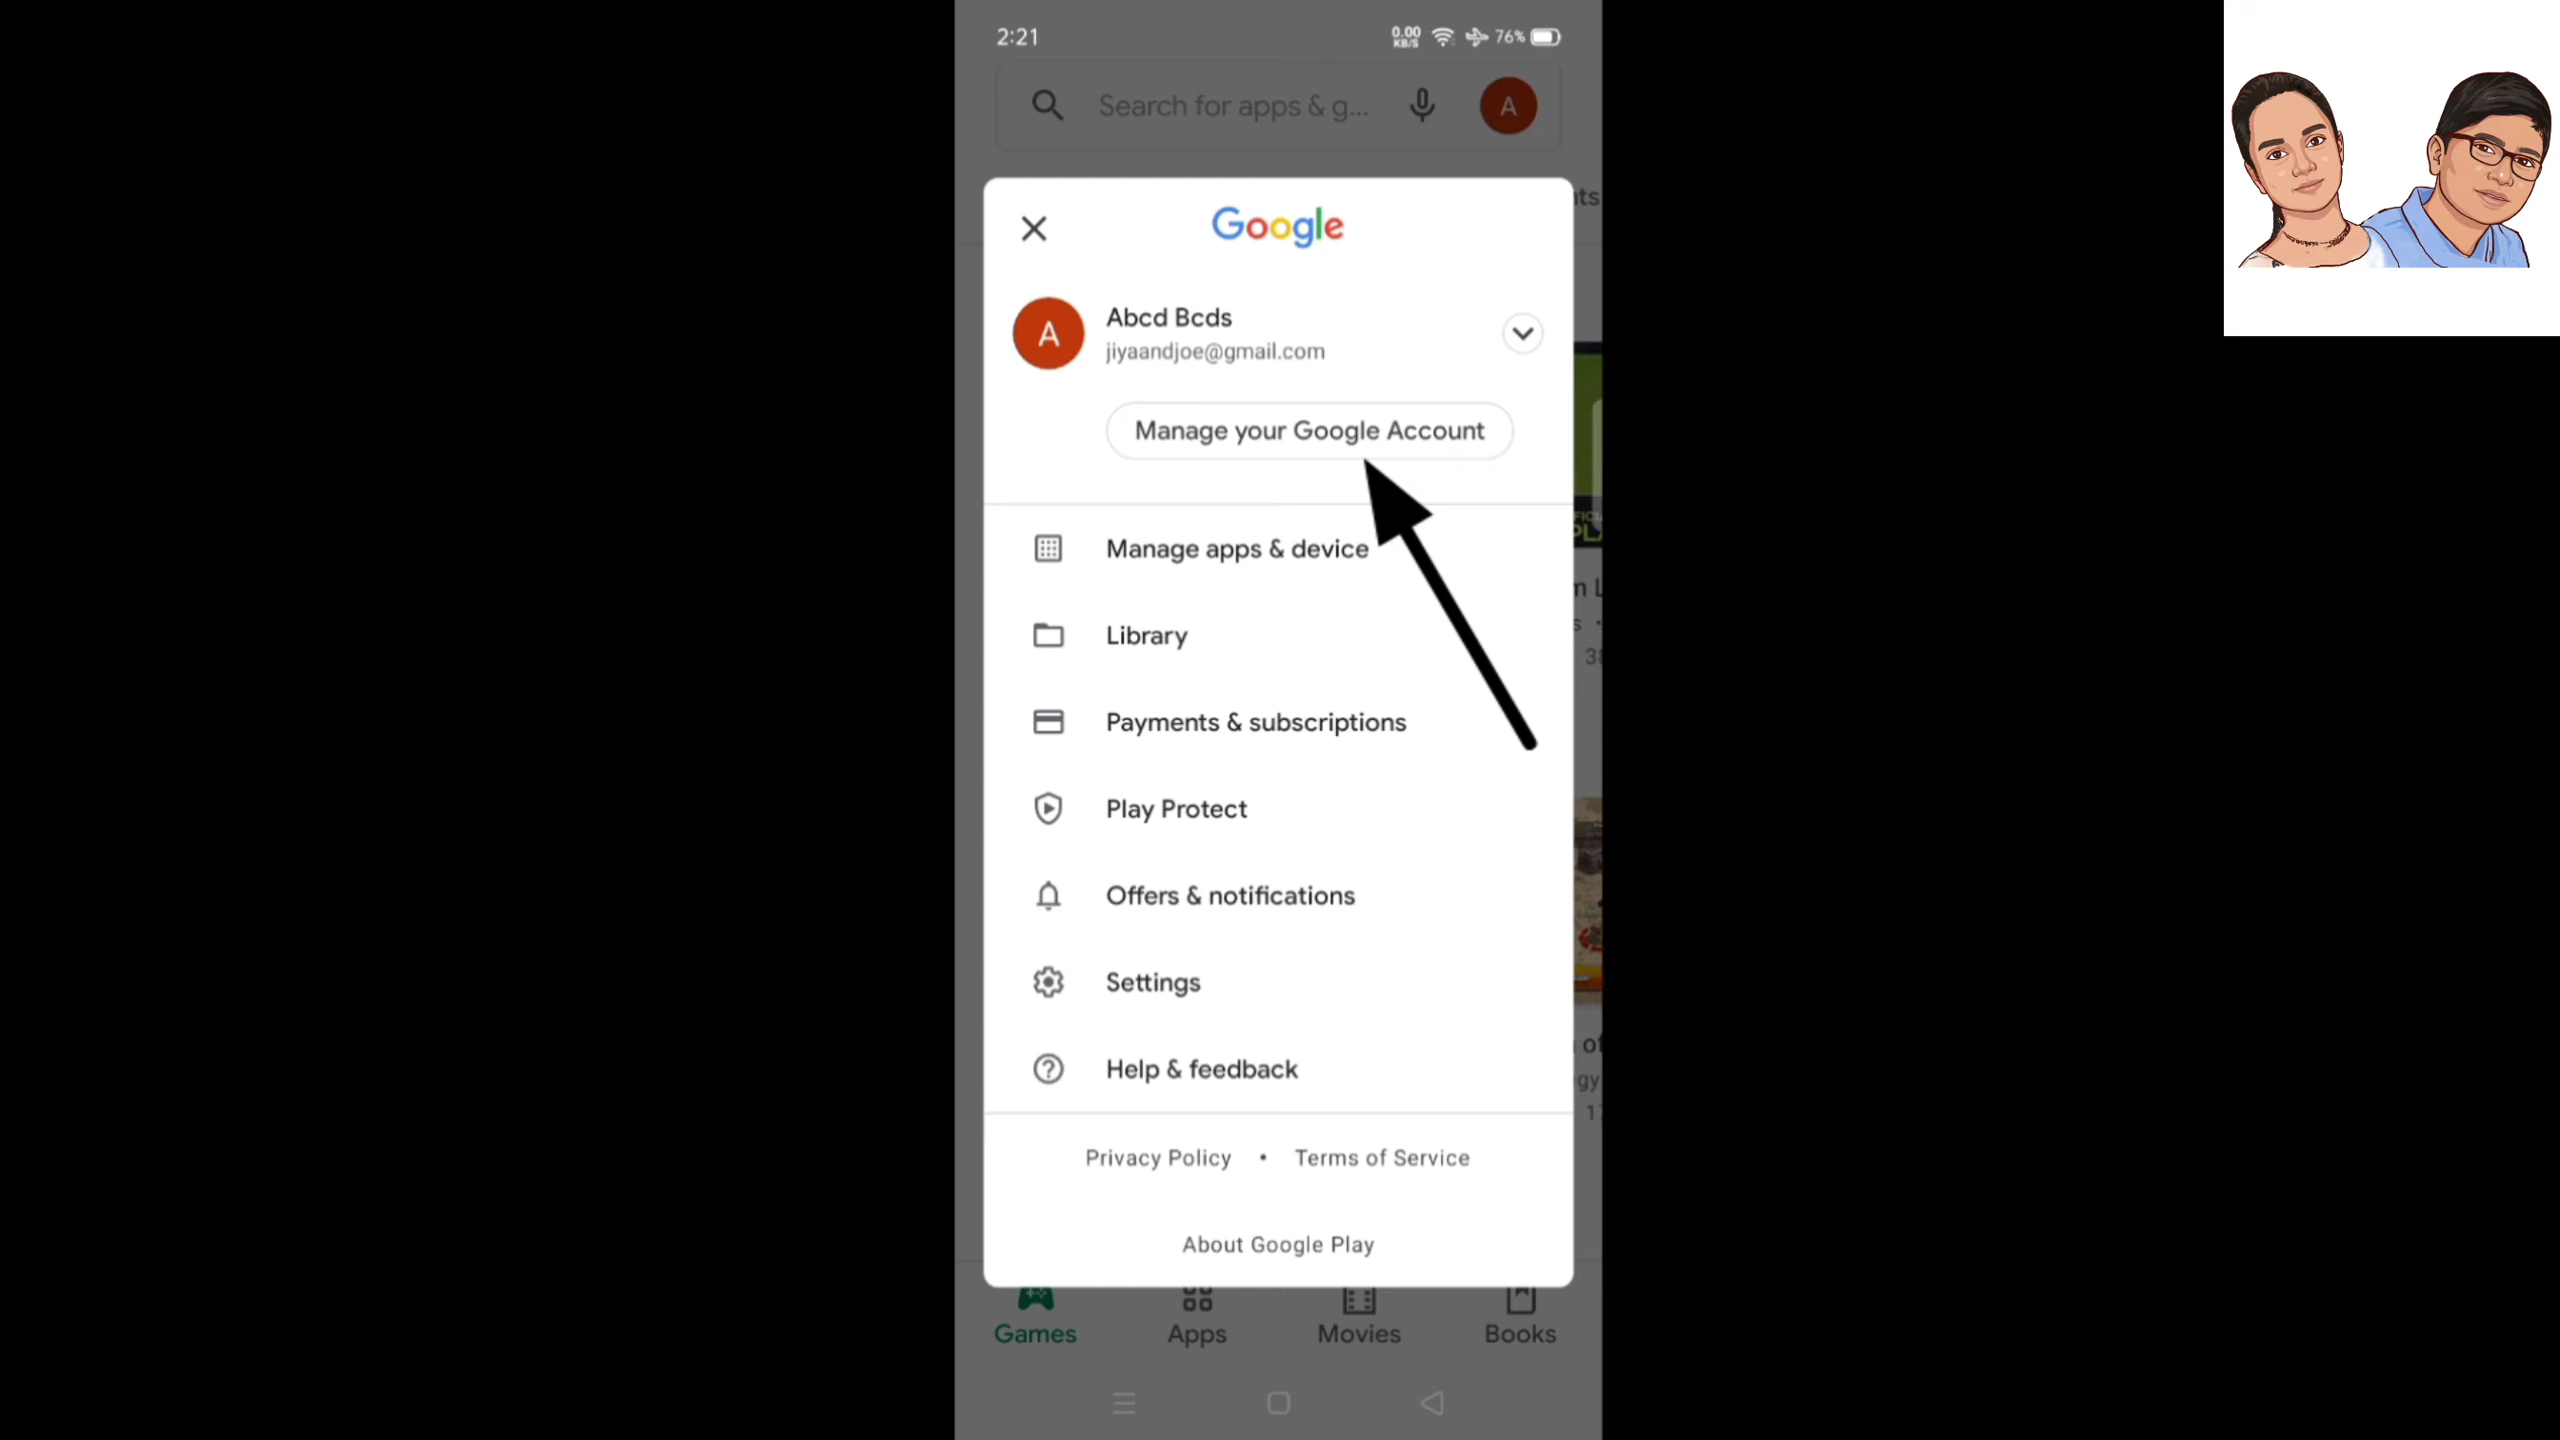 2:21
0.00
KB/S
76%
Search for apps & g...
A
nts
Google
A
Abcd Bcds
jiyaandjoe@gmail.com
Manage your Google Account
Manage apps & device
Library
Payments & subscriptions
Play Protect
Offers & notifications
Settings
Help & feedback
Privacy Policy • Terms of Service
About Google Play
Games
Apps
Movies
Books